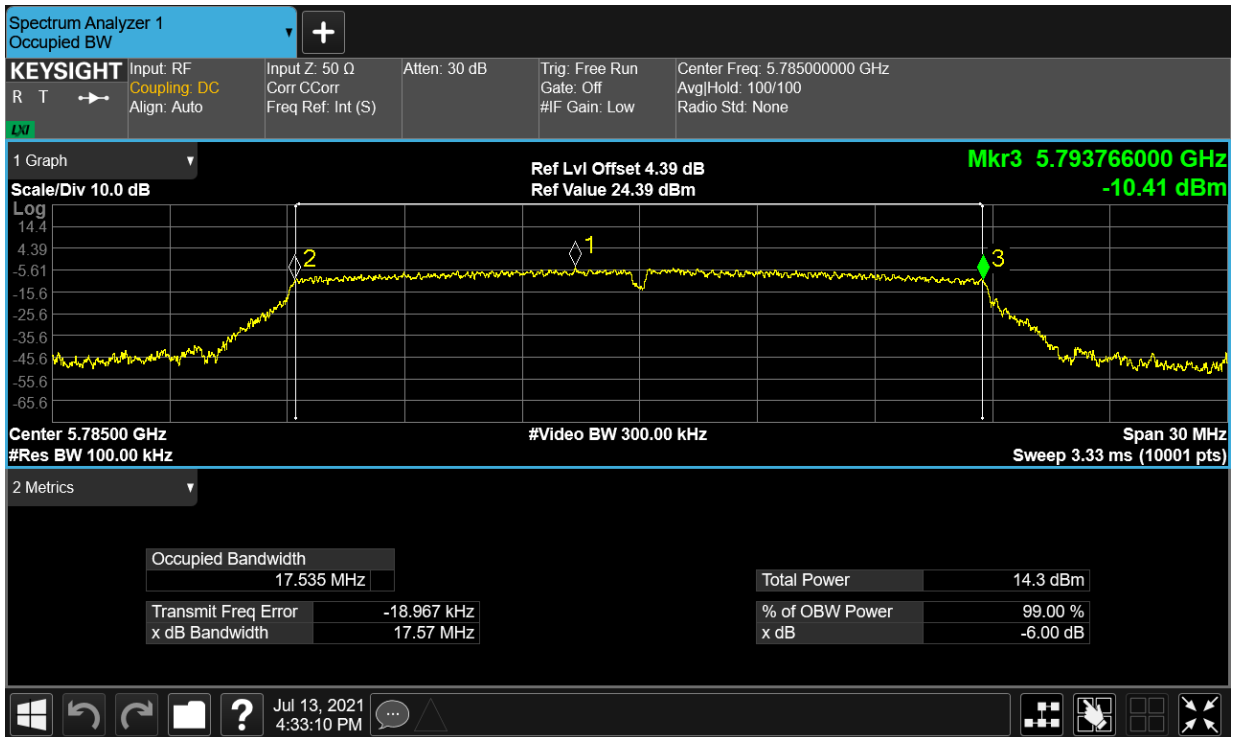 Spectrum Analyzer 1
Occupied BW
KEYSIGHT
R T
LXI
Input: RF
Coupling: DC
Align: Auto
Input Z: 50 Ω
Corr CCorr
Freq Ref: Int (S)
Atten: 30 dB
Trig: Free Run
Gate: Off
#IF Gain: Low
Center Freq: 5.785000000 GHz
Avg|Hold: 100/100
Radio Std: None
1 Graph
Scale/Div 10.0 dB
Ref Lvl Offset 4.39 dB
Ref Value 24.39 dBm
Mkr3 5.793766000 GHz
-10.41 dBm
Log
14.4
4.39
-5.61
-15.6
-25.6
-35.6
-45.6
-55.6
-65.6
2
1
3
Center 5.78500 GHz
#Video BW 300.00 kHz
Span 30 MHz
#Res BW 100.00 kHz
Sweep 3.33 ms (10001 pts)
2 Metrics
Occupied Bandwidth
17.535 MHz
Transmit Freq Error -18.967 kHz
x dB Bandwidth 17.57 MHz
Total Power 14.3 dBm
% of OBW Power 99.00 %
x dB -6.00 dB
?
Jul 13, 2021
4:33:10 PM